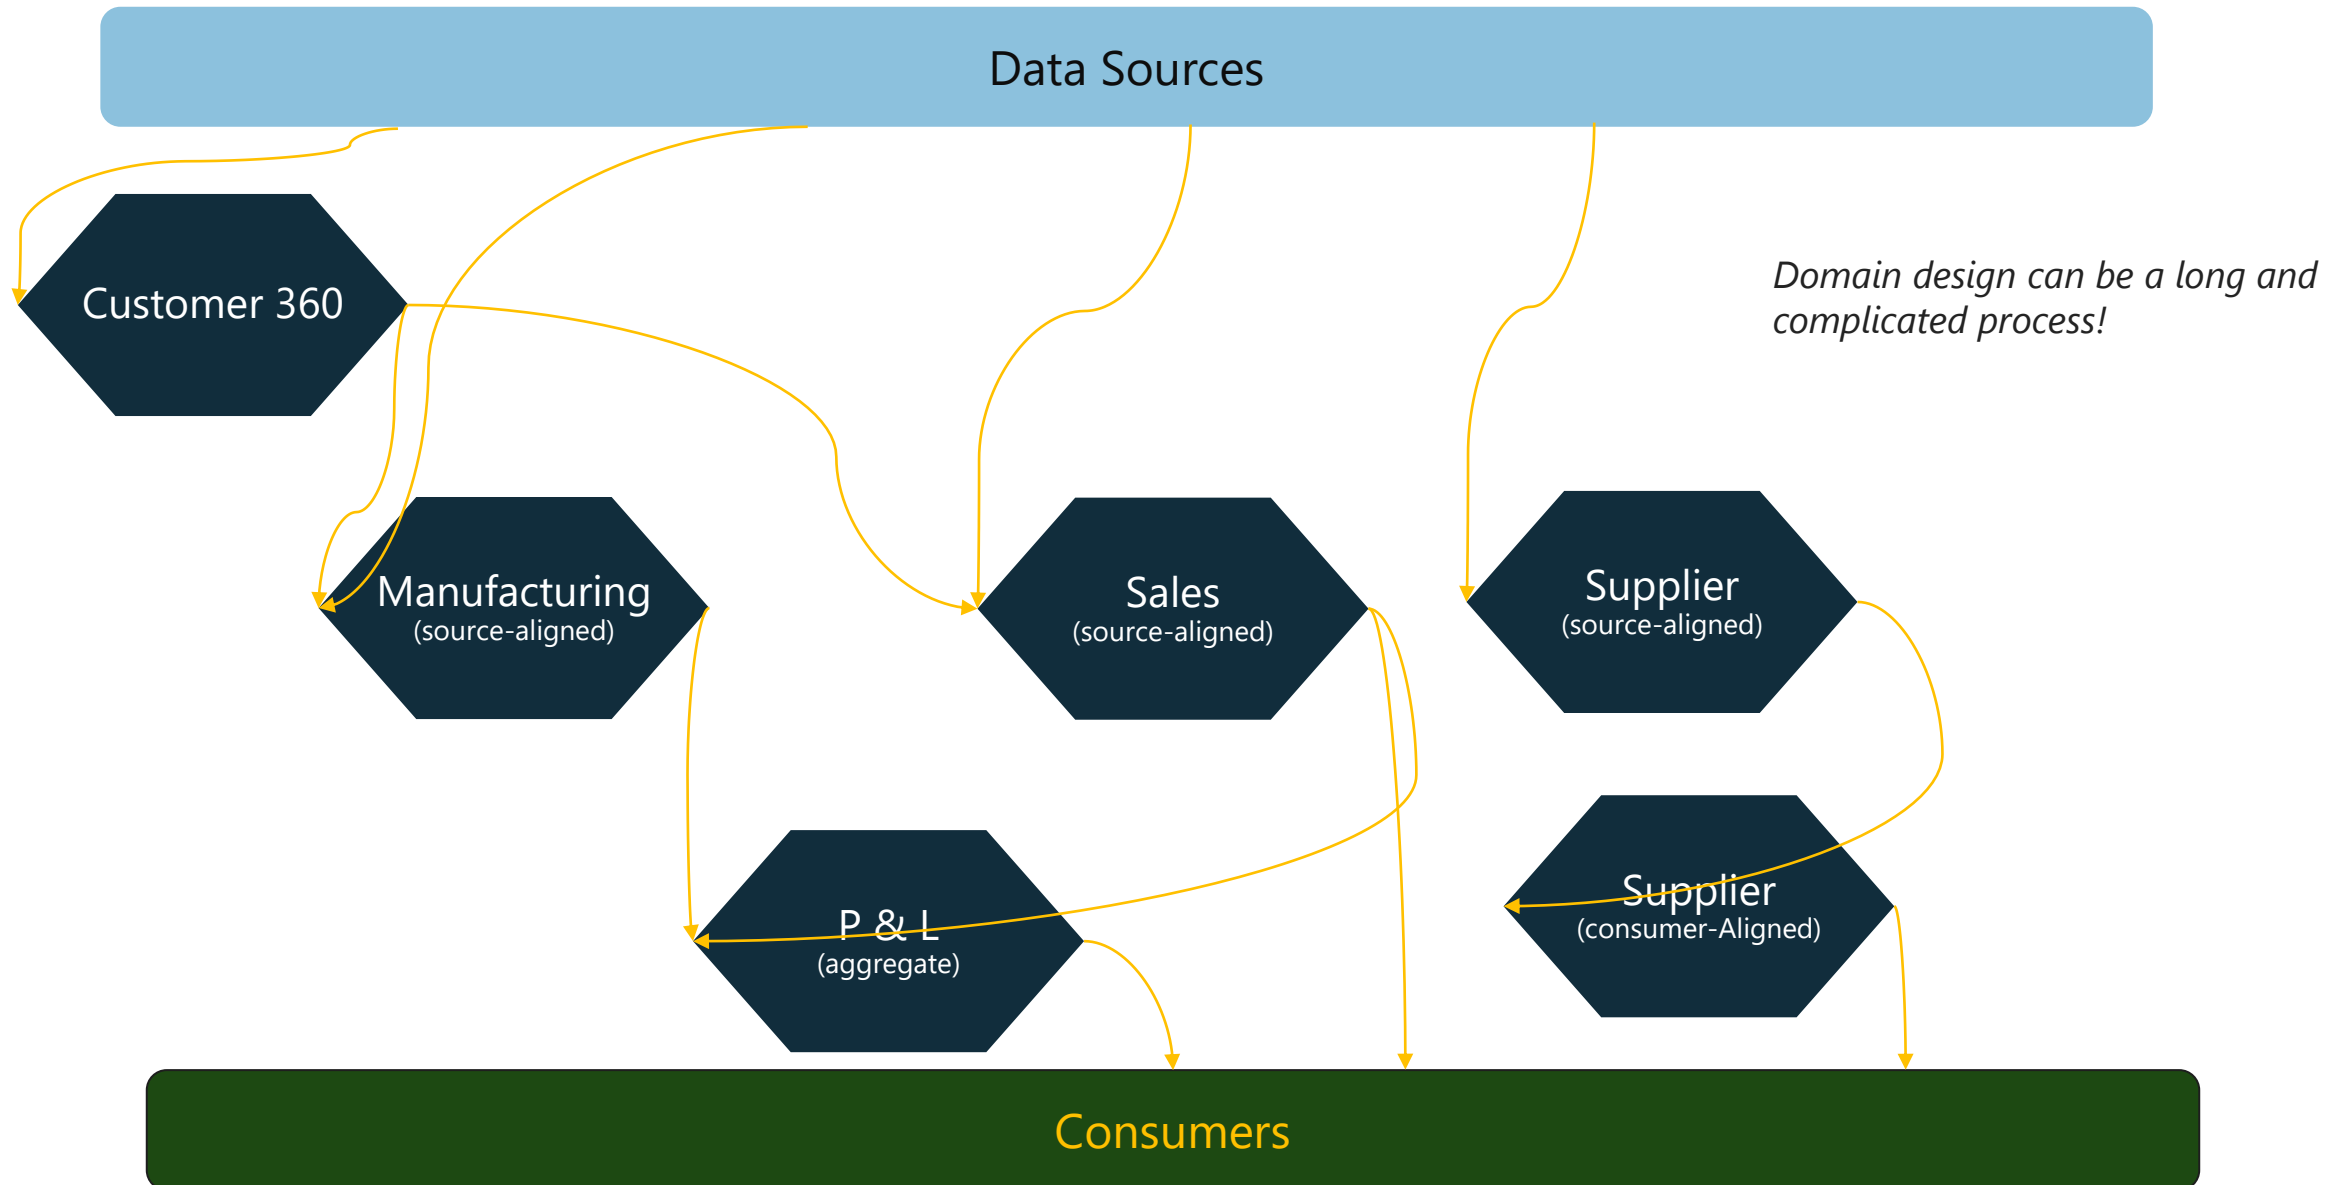 Data Sources
Customer 360
Domain design can be a long and
complicated process!
Manufacturing
(source-aligned)
Sales
(source-aligned)
Supplier
(source-aligned)
P & L
(aggregate)
Supplier
(consumer-Aligned)
Consumers